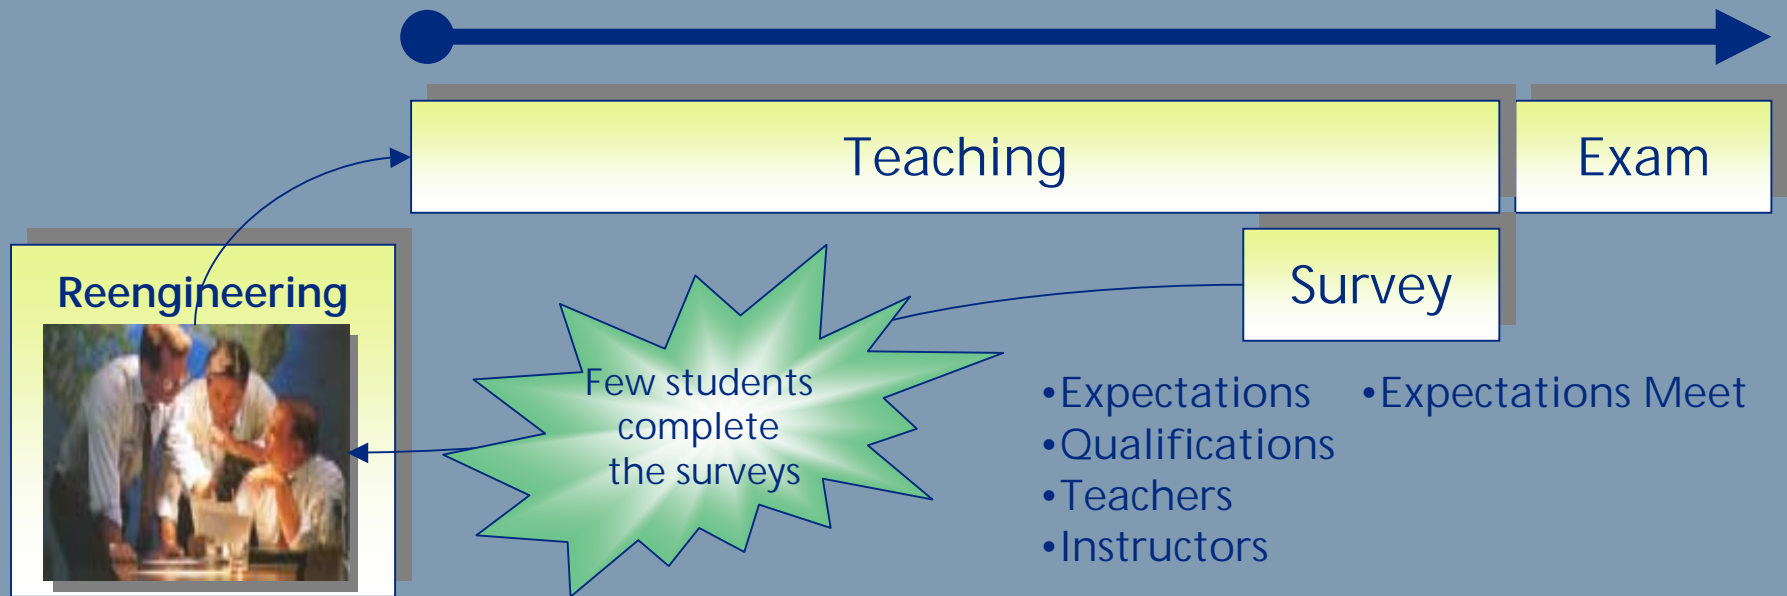 Teaching
Exam
Reengineering
Survey
Few students
complete
the surveys
•Expectations •Expectations Meet
•Qualifications
•Teachers
•Instructors